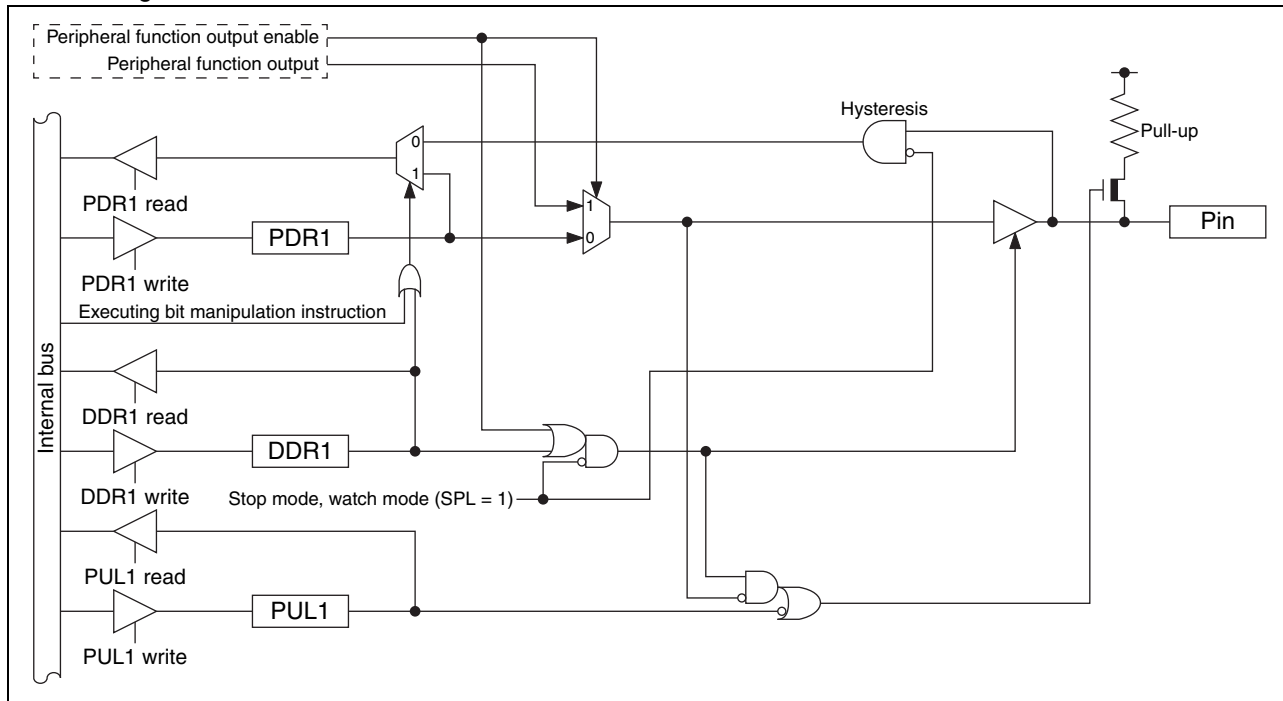 Peripheral function output enable
Peripheral function output
Hysteresis
Pull-up
0
1
PDR1 read
1
PDR1
0
Pin
PDR1 write
Executing bit manipulation instruction
Internal bus
DDR1 read
DDR1
DDR1 write
Stop mode, watch mode (SPL = 1)
PUL1 read
PUL1
PUL1 write